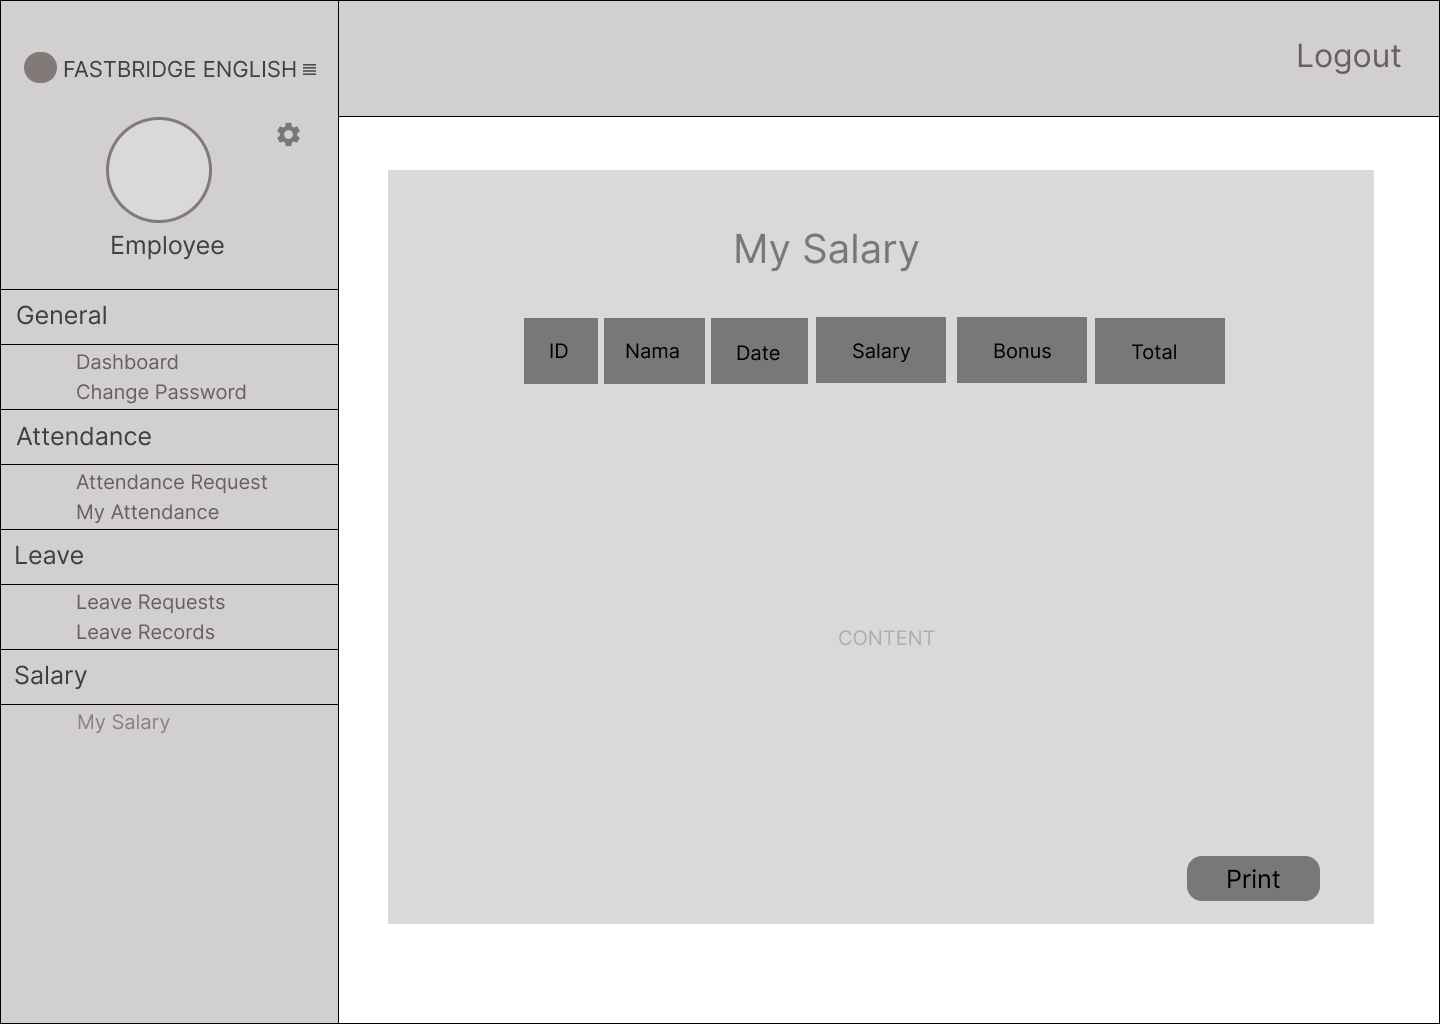 FASTBRIDGE ENGLISH
Employee
General
Dashboard
Change Password
Attendance
Attendance Request
My Attendance
Leave
Leave Requests
Leave Records
Salary
My Salary
Logout
My Salary
ID Nama Date Salary Bonus Total
CONTENT
Print